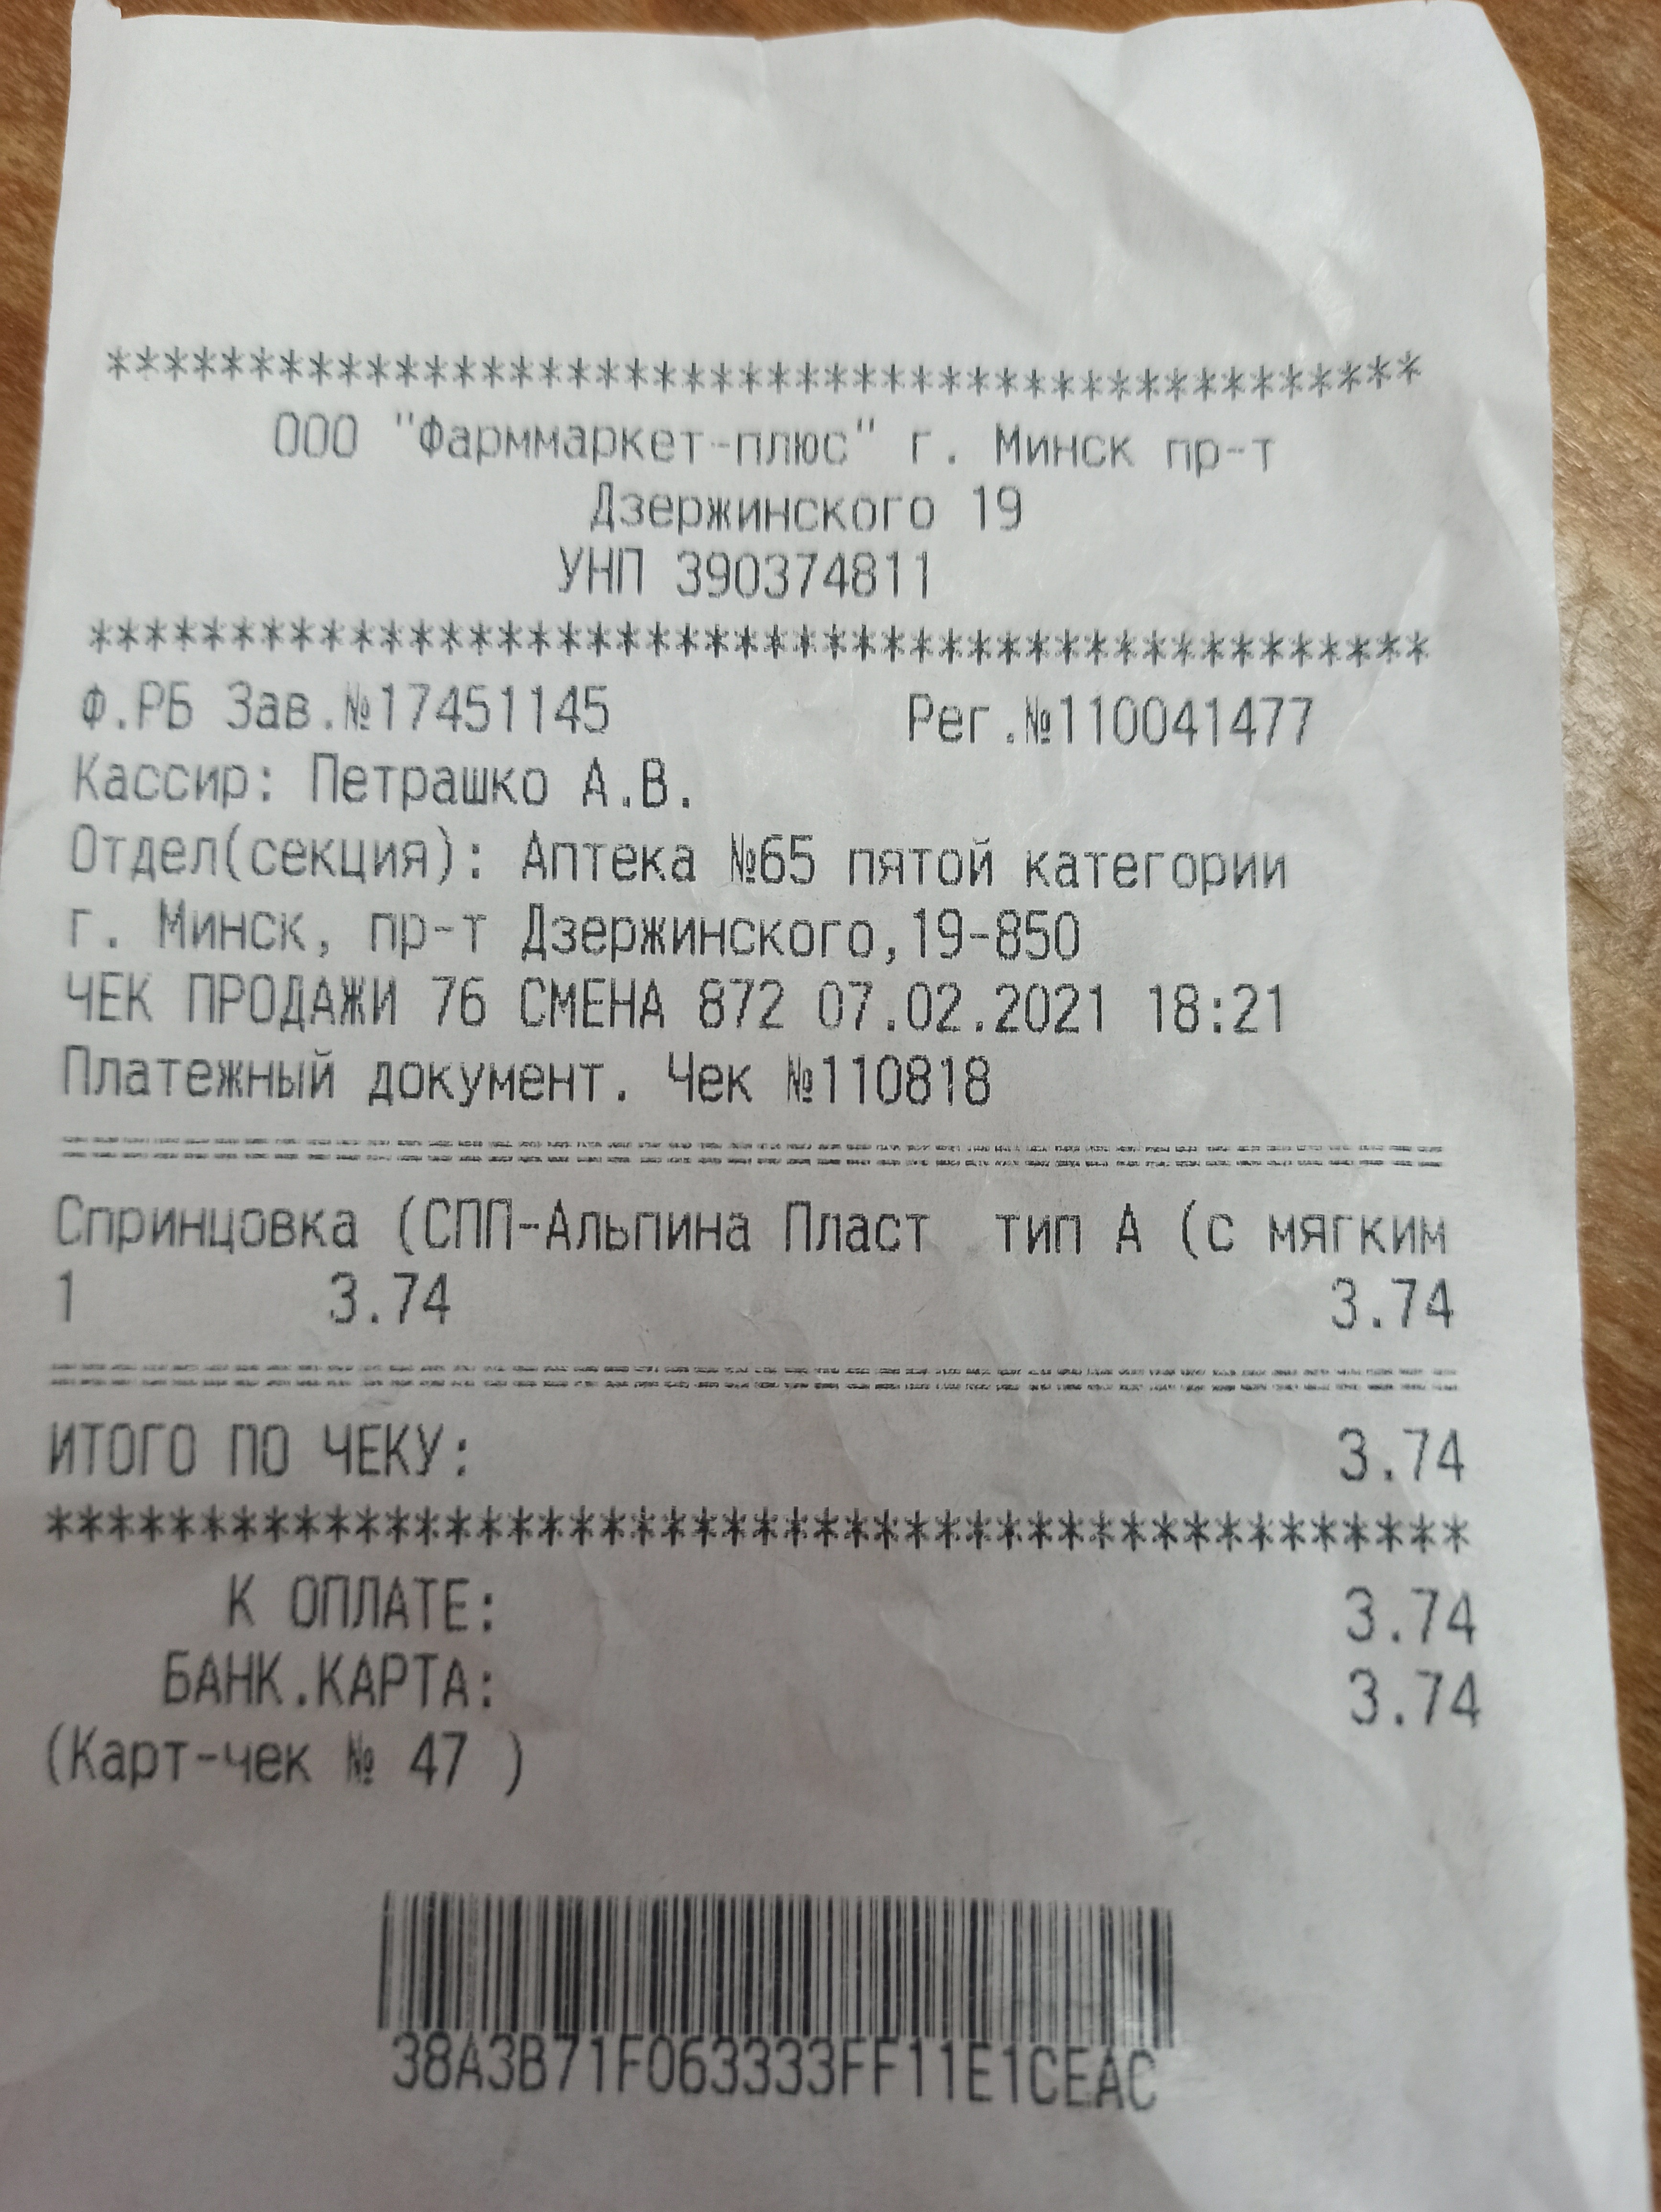 ******************************************
ООО "Фарммаркет-плюс" г. Минск пр-т
Дзержинского 19
УНП 390374811
******************************************
Ф.РБ Зав.№17451145 Рег.№110041477
Кассир: Петрашко А.В.
Отдел(секция): Аптека №65 пятой категории
г. Минск, пр-т Дзержинского,19-850
ЧЕК ПРОДАЖИ 76 СМЕНА 872 07.02.2021 18:21
Платежный документ. Чек №110818
==========================================
Спринцовка (СПП-Альпина Пласт  тип А (с мягким
1 3.74 3.74
==========================================
ИТОГО ПО ЧЕКУ: 3.74
******************************************
К ОПЛАТЕ: 3.74
БАНК.КАРТА: 3.74
(Карт-чек № 47 )
38A3B71F063333FF11E1CEAC